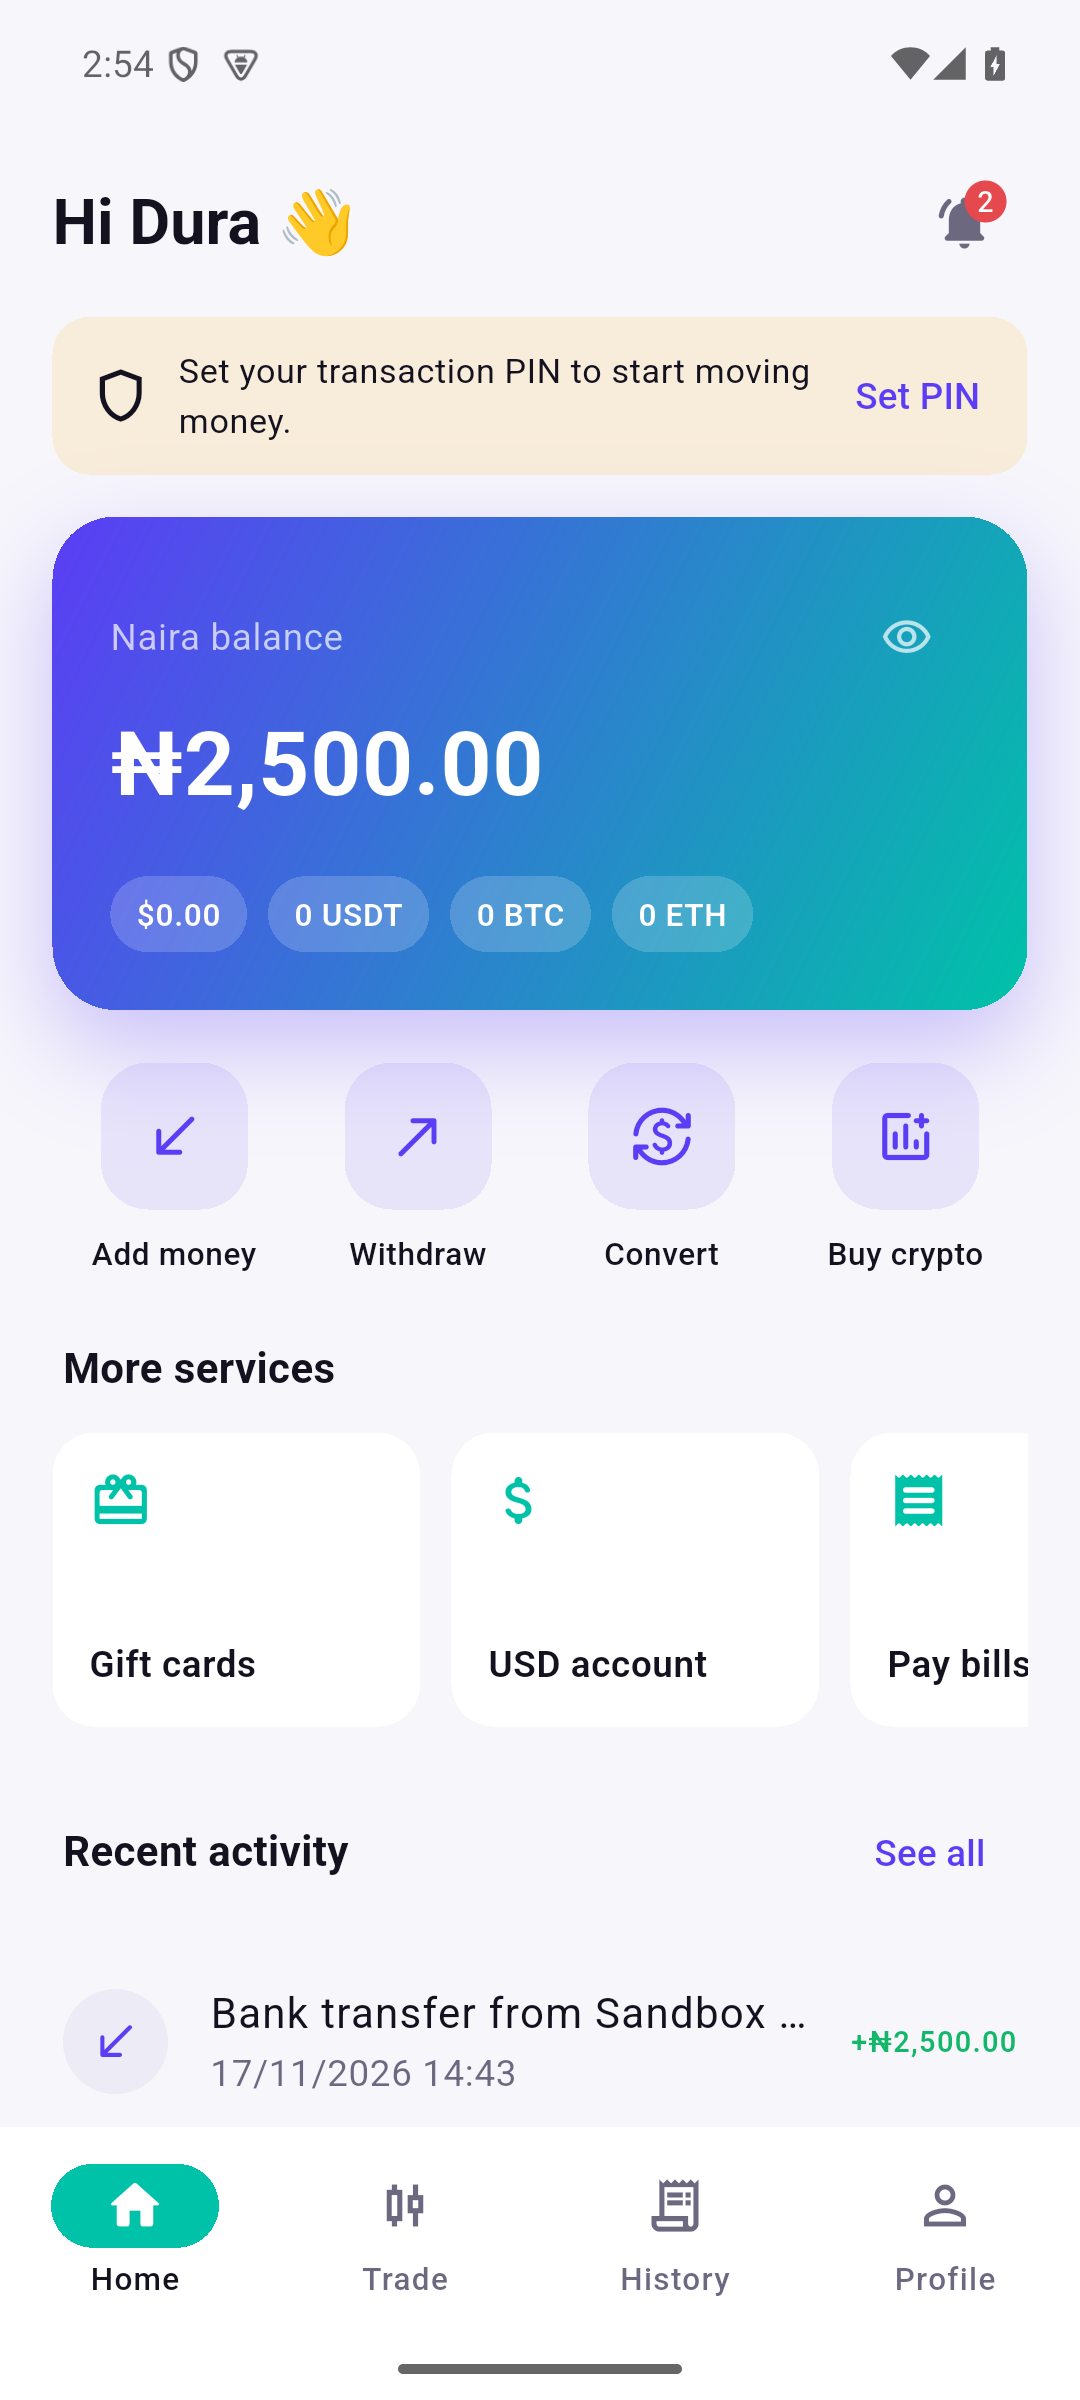 2:54
Hi Dura 👋
2
Set your transaction PIN to start moving
money.
Set PIN
Naira balance
₦2,500.00
$0.00
0 USDT
0 BTC
0 ETH
Add money
Withdraw
Convert
Buy crypto
More services
Gift cards
USD account
Pay bills
Recent activity
See all
Bank transfer from Sandbox …
17/11/2026 14:43
+₦2,500.00
Home
Trade
History
Profile